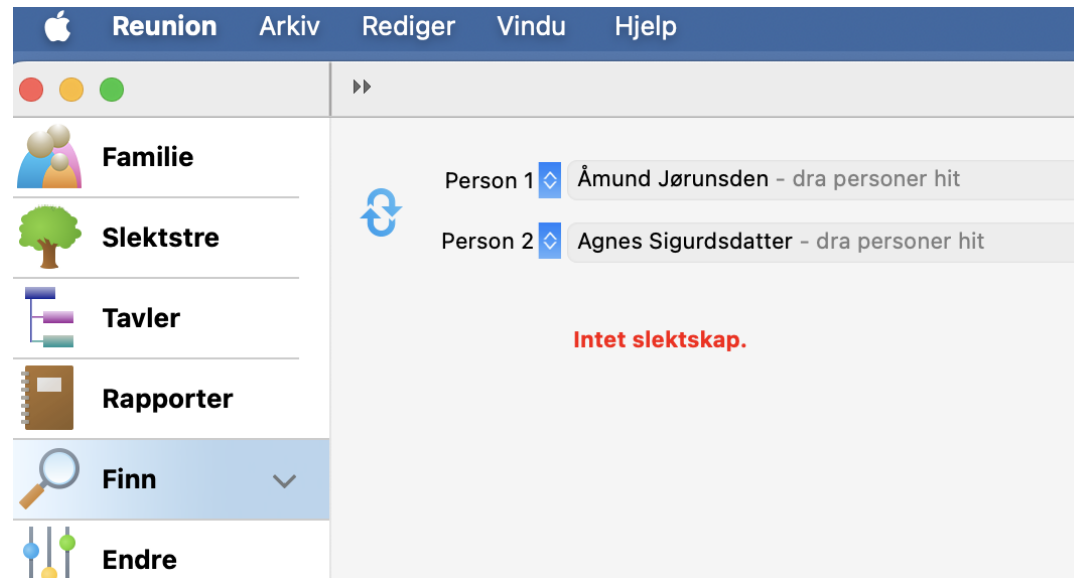 Reunion Arkiv Rediger Vindu Hjelp
Familie
Slektstre
Tavler
Rapporter
Finn
Endre
Person 1 Åmund Jørunsden - dra personer hit
Person 2 Agnes Sigurdsdatter - dra personer hit
Intet slektskap.